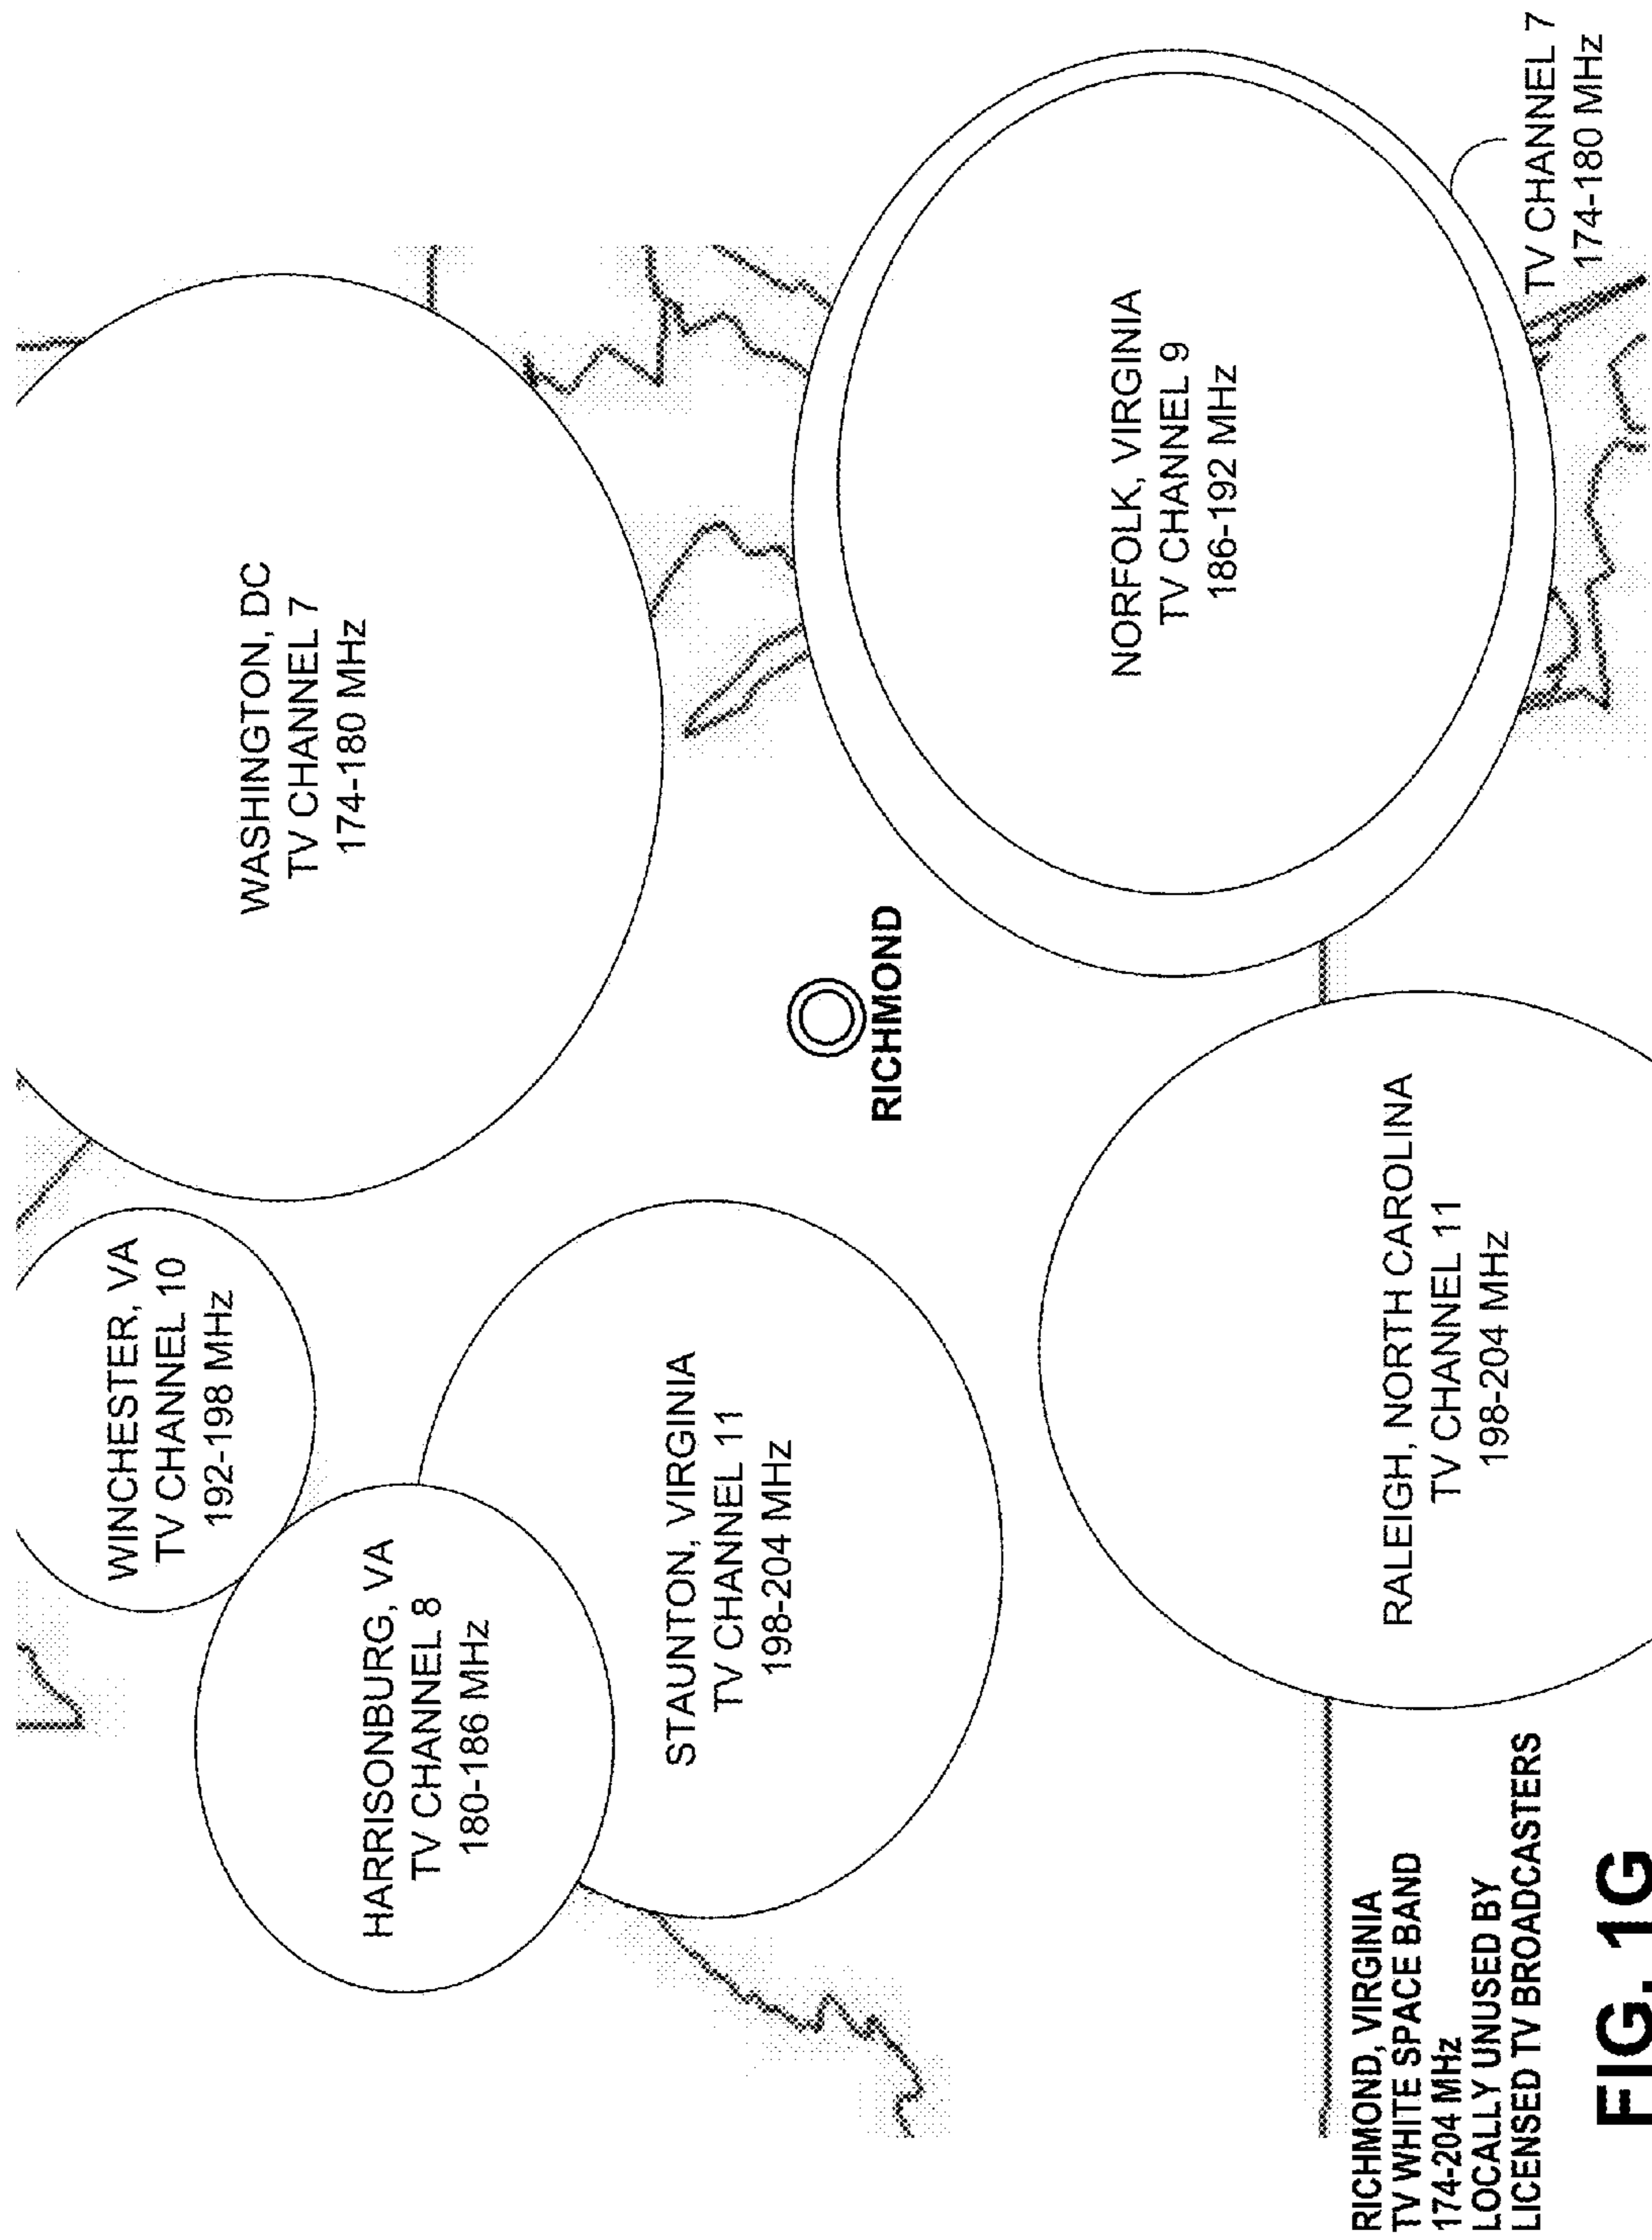 WINCHESTER, VA
TV CHANNEL 10
192-198 MHz
WASHINGTON, DC
TV CHANNEL 7
174-180 MHz
HARRISONBURG, VA
TV CHANNEL 8
180-186 MHz
STAUNTON, VIRGINIA
TV CHANNEL 11
198-204 MHz
RICHMOND
NORFOLK, VIRGINIA
TV CHANNEL 9
186-192 MHz
RALEIGH, NORTH CAROLINA
TV CHANNEL 11
198-204 MHz
TV CHANNEL 7
174-180 MHz
RICHMOND, VIRGINIA
TV WHITE SPACE BAND
174-204 MHz
LOCALLY UNUSED BY
LICENSED TV BROADCASTERS
FIG. 1G